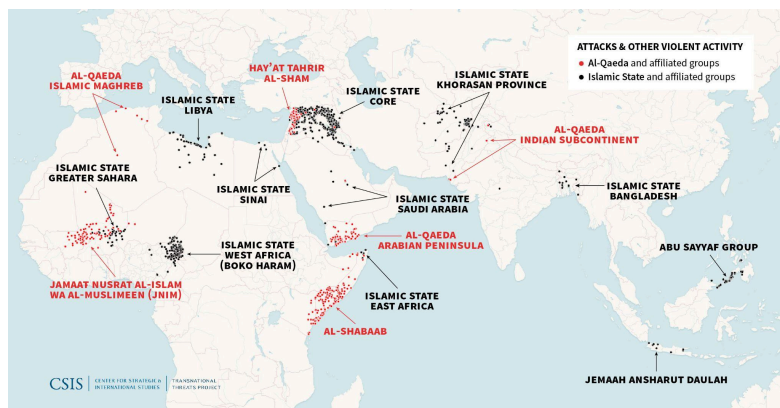 ATTACKS & OTHER VIOLENT ACTIVITY
Al-Qaeda and affiliated groups
Islamic State and affiliated groups
AL-QAEDA
ISLAMIC MAGHREB
HAY'AT TAHRIR
AL-SHAM
ISLAMIC STATE
LIBYA
ISLAMIC STATE
CORE
ISLAMIC STATE
KHORASAN PROVINCE
AL-QAEDA
INDIAN SUBCONTINENT
ISLAMIC STATE
GREATER SAHARA
ISLAMIC STATE
SINAI
ISLAMIC STATE
SAUDI ARABIA
ISLAMIC STATE
BANGLADESH
AL-QAEDA
ARABIAN PENINSULA
ISLAMIC STATE
WEST AFRICA
(BOKO HARAM)
ABU SAYYAF GROUP
JAMAAT NUSRAT AL-ISLAM
WA AL-MUSLIMEEN (JNIM)
ISLAMIC STATE
EAST AFRICA
AL-SHABAAB
JEMAAH ANSHARUT DAULAH
CSIS
CENTER FOR STRATEGIC &
INTERNATIONAL STUDIES
TRANSNATIONAL
THREATS PROJECT